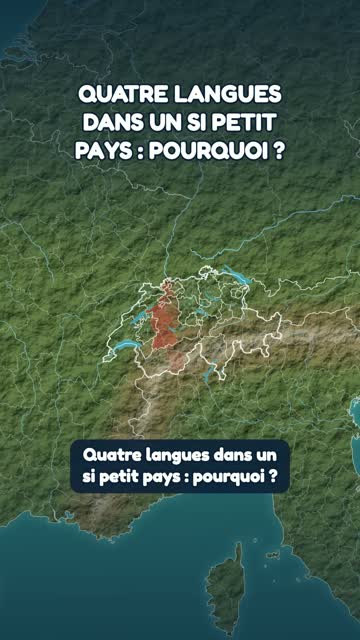 QUATRE LANGUES
DANS UN SI PETIT
PAYS : POURQUOI ?
Quatre langues dans un
si petit pays : pourquoi ?